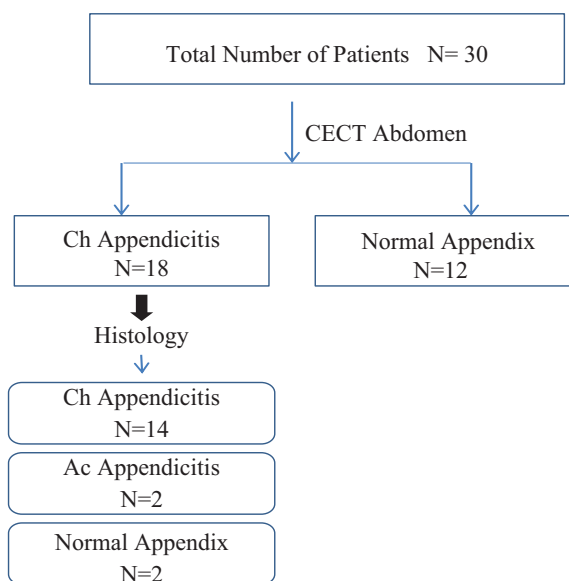 Total Number of Patients N= 30
CECT Abdomen
Ch Appendicitis
N=18
Normal Appendix
N=12
Histology
Ch Appendicitis
N=14
Ac Appendicitis
N=2
Normal Appendix
N=2